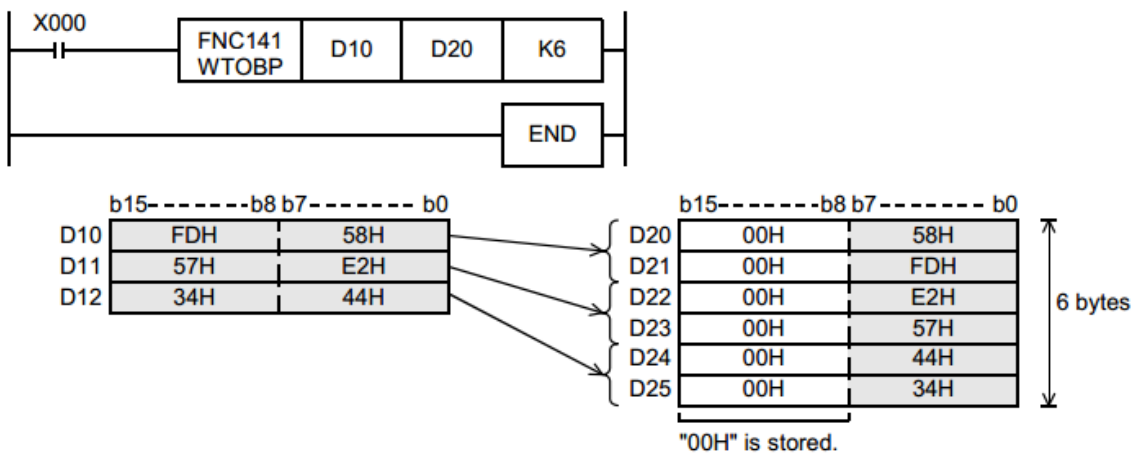 X000
FNC141 WTOBP D10 D20 K6
END
b15 b8 b7 b0 b15 b8 b7 b0
D10 FDH 58H D20 00H 58H
D11 57H E2H D21 00H FDH
D12 34H 44H D22 00H E2H
D23 00H 57H
6 bytes
D24 00H 44H
D25 00H 34H
"00H" is stored.